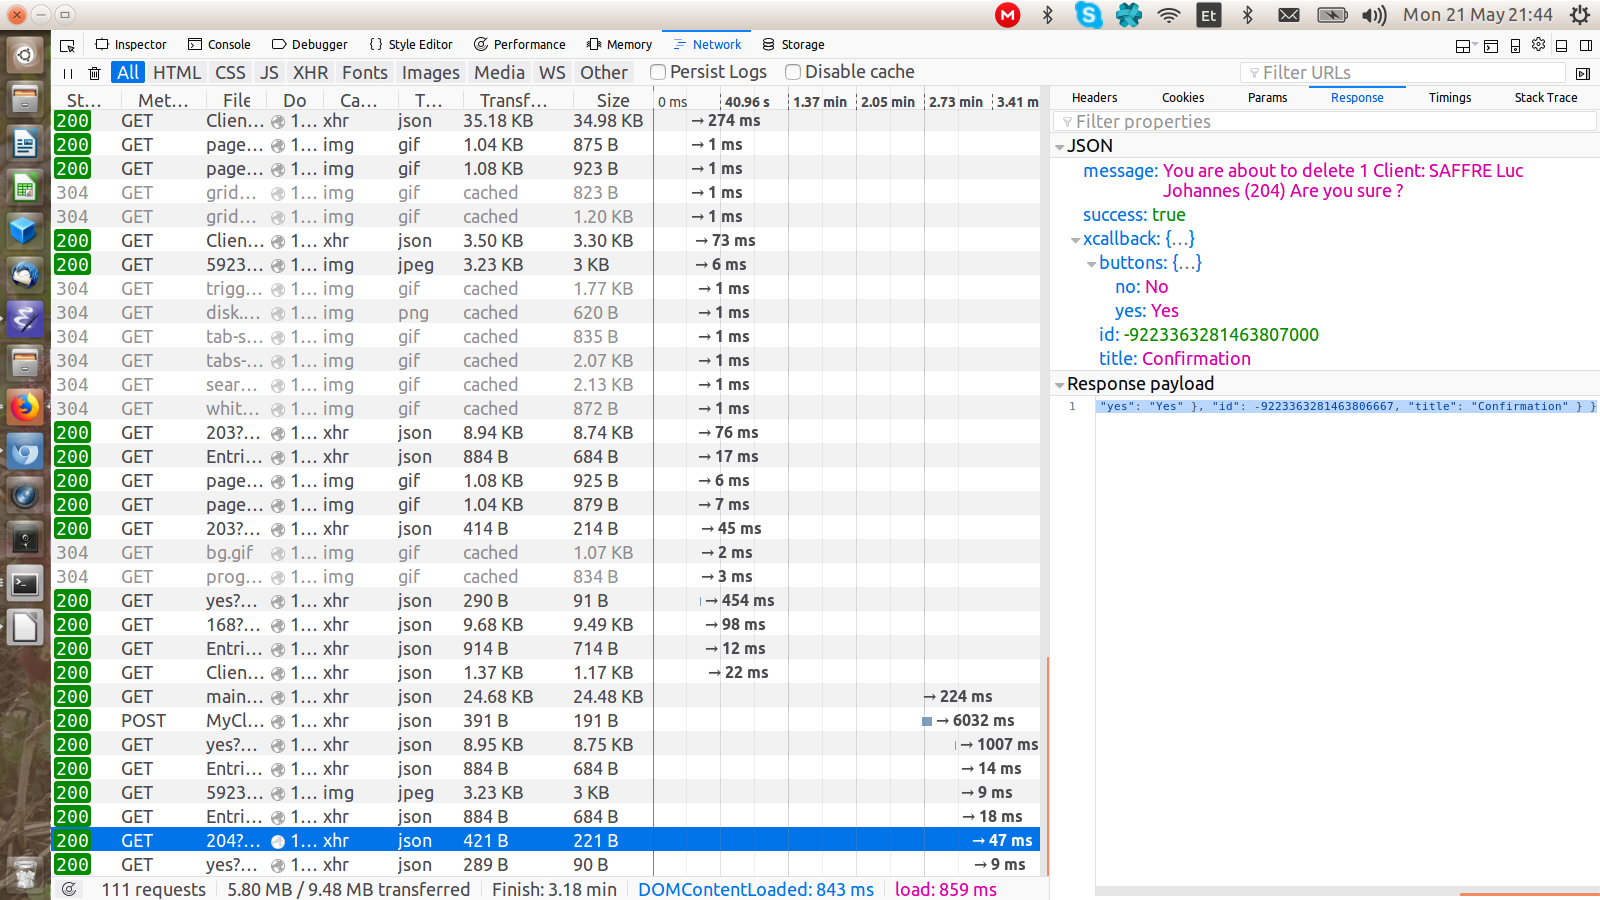 M Et Mon 21 May 21:44
Inspector Console Debugger {} Style Editor Performance Memory Network Storage
All HTML CSS JS XHR Fonts Images Media WS Other Persist Logs Disable cache Filter URLs
St... Met... File Do Ca... T... Transf... Size 0 ms 40.96 s 1.37 min 2.05 min 2.73 min 3.41 m
200 GET Clien... 1... xhr json 35.18 KB 34.98 KB → 274 ms
200 GET page... 1... img gif 1.04 KB 875 B → 1 ms
200 GET page... 1... img gif 1.08 KB 923 B → 1 ms
304 GET grid... 1... img gif cached 823 B → 1 ms
304 GET grid... 1... img gif cached 1.20 KB → 1 ms
200 GET Clien... 1... xhr json 3.50 KB 3.30 KB → 73 ms
200 GET 5923... 1... img jpeg 3.23 KB 3 KB → 6 ms
304 GET trigg... 1... img gif cached 1.77 KB → 1 ms
304 GET disk.... 1... img png cached 620 B → 1 ms
304 GET tab-s... 1... img gif cached 835 B → 1 ms
304 GET tabs-... 1... img gif cached 2.07 KB → 1 ms
304 GET sear... 1... img gif cached 2.13 KB → 1 ms
304 GET whit... 1... img gif cached 872 B → 1 ms
200 GET 203?... 1... xhr json 8.94 KB 8.74 KB → 76 ms
200 GET Entri... 1... xhr json 884 B 684 B → 17 ms
200 GET page... 1... img gif 1.08 KB 925 B → 6 ms
200 GET page... 1... img gif 1.04 KB 879 B → 7 ms
200 GET 203?... 1... xhr json 414 B 214 B → 45 ms
304 GET bg.gif 1... img gif cached 1.07 KB → 2 ms
304 GET prog... 1... img gif cached 834 B → 3 ms
200 GET yes?... 1... xhr json 290 B 91 B → 454 ms
200 GET 168?... 1... xhr json 9.68 KB 9.49 KB → 98 ms
200 GET Entri... 1... xhr json 914 B 714 B → 12 ms
200 GET Clien... 1... xhr json 1.37 KB 1.17 KB → 22 ms
200 GET main... 1... xhr json 24.68 KB 24.48 KB → 224 ms
200 POST MyCl... 1... xhr json 391 B 191 B → 6032 ms
200 GET yes?... 1... xhr json 8.95 KB 8.75 KB → 1007 ms
200 GET Entri... 1... xhr json 884 B 684 B → 14 ms
200 GET 5923... 1... img jpeg 3.23 KB 3 KB → 9 ms
200 GET Entri... 1... xhr json 884 B 684 B → 18 ms
200 GET 204?... 1... xhr json 421 B 221 B → 47 ms
200 GET yes?... 1... xhr json 289 B 90 B → 9 ms
111 requests 5.80 MB / 9.48 MB transferred Finish: 3.18 min DOMContentLoaded: 843 ms load: 859 ms
Headers Cookies Params Response Timings Stack Trace
Filter properties
JSON
message: You are about to delete 1 Client: SAFFRE Luc
Johannes (204) Are you sure ?
success: true
xcallback: {...}
buttons: {...}
no: No
yes: Yes
id: -9223363281463807000
title: Confirmation
Response payload
1 "yes": "Yes" }, "id": -9223363281463806667, "title": "Confirmation" } }